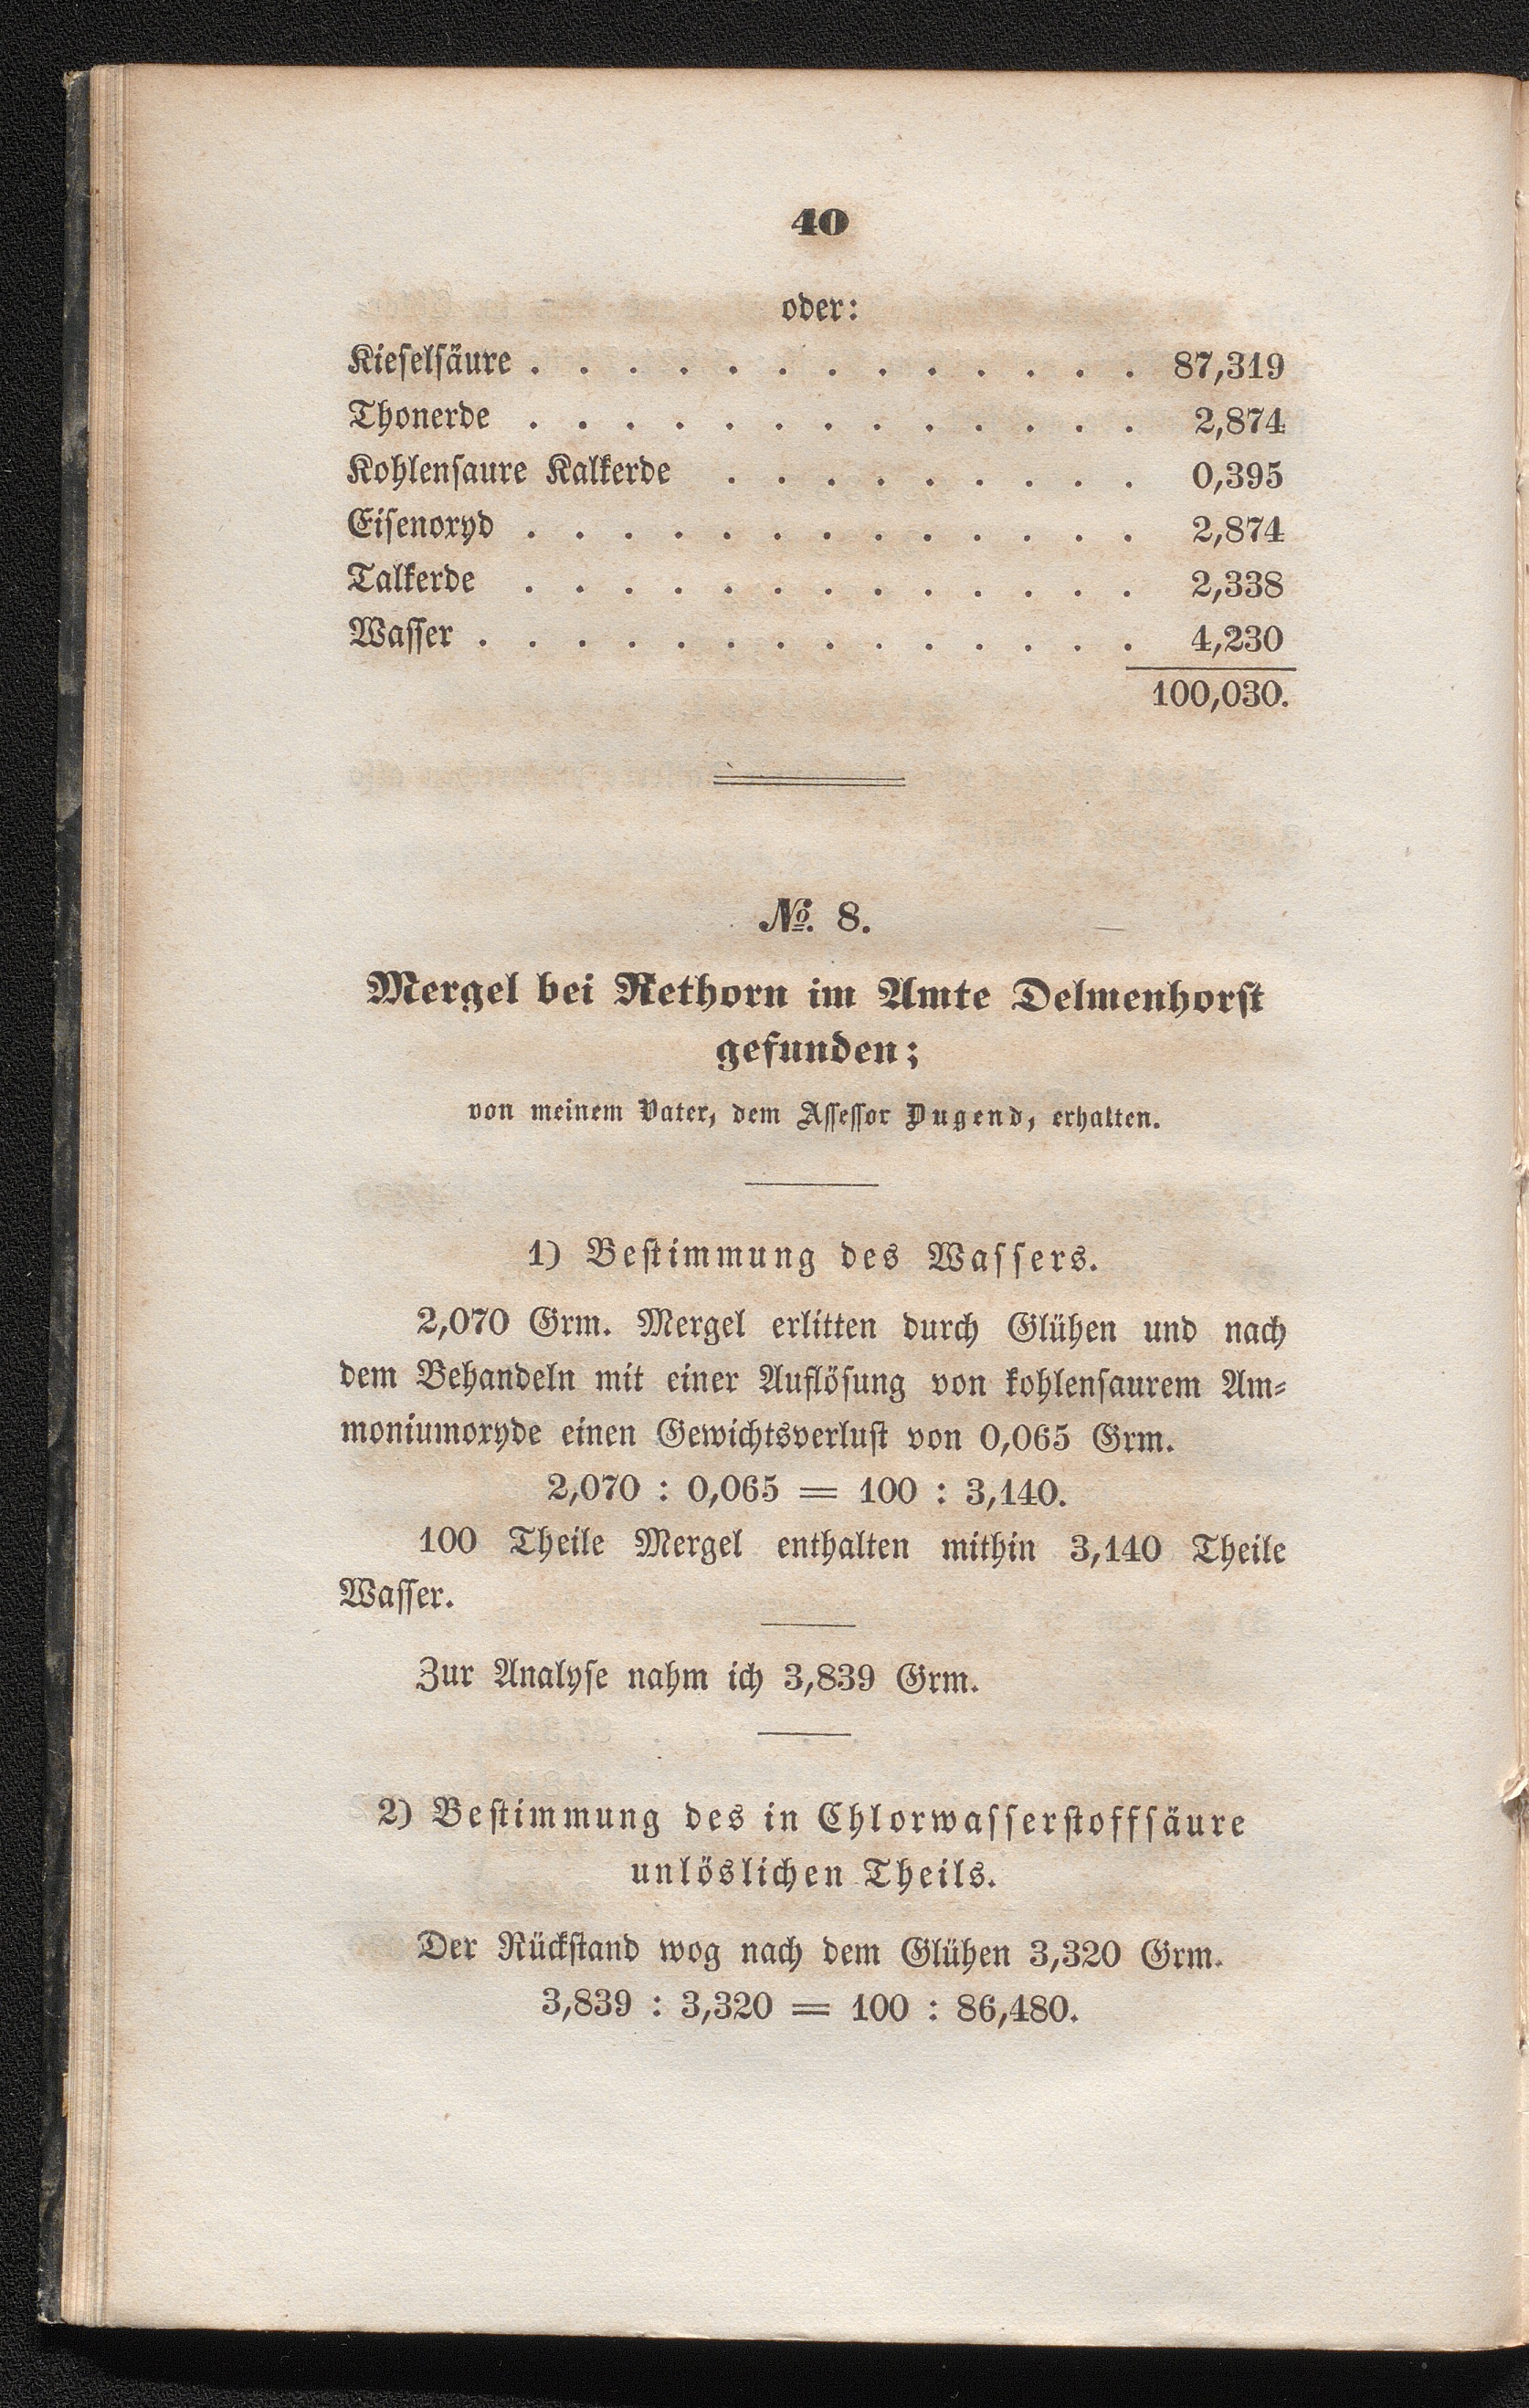 40
oder:
Kieselsäure . . . . . . . . . . . . . 87,319
Thonerde . . . . . . . . . . . . . 2,874
Kohlensaure Kalkerde . . . . . . . . . 0,395
Eisenoxyd . . . . . . . . . . . . . 2,874
Talkerde . . . . . . . . . . . . . 2,338
Wasser . . . . . . . . . . . . . . 4,230
100,030.
№. 8.
Mergel bei Rethorn im Amte Delmenhorst
gefunden;
von meinem Vater, dem Assessor Dugend, erhalten.
1) Bestimmung des Wassers.
2,070 Grm. Mergel erlitten durch Glühen und nach
dem Behandeln mit einer Auflösung von kohlensaurem Am-
moniumoxyde einen Gewichtsverlust von 0,065 Grm.
2,070 : 0,065 = 100 : 3,140.
100 Theile Mergel enthalten mithin 3,140 Theile
Wasser.
Zur Analyse nahm ich 3,839 Grm.
2) Bestimmung des in Chlorwasserstoffsäure
unlöslichen Theils.
Der Rückstand wog nach dem Glühen 3,320 Grm.
3,839 : 3,320 = 100 : 86,480.